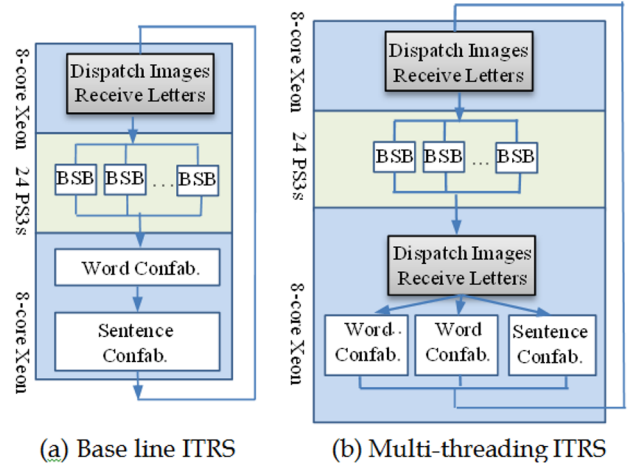 8-core Xeon
Dispatch Images
Receive Letters
24 PS3s
BSB BSB ... BSB
8-core Xeon
Word Confab.
Sentence
Confab.
(a) Base line ITRS
8-core Xeon
Dispatch Images
Receive Letters
24 PS3s
BSB BSB ... BSB
8-core Xeon
Dispatch Images
Receive Letters
Word.. Word Sentence
Confab. Confab. Confab.
(b) Multi-threading ITRS